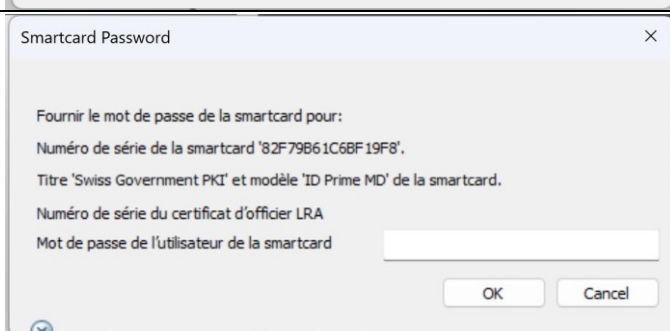 Smartcard Password
Fournir le mot de passe de la smartcard pour:
Numéro de série de la smartcard '82F79B61C6BF19F8'.
Titre 'Swiss Government PKI' et modèle 'ID Prime MD' de la smartcard.
Numéro de série du certificat d’officier LRA
Mot de passe de l’utilisateur de la smartcard
OK Cancel